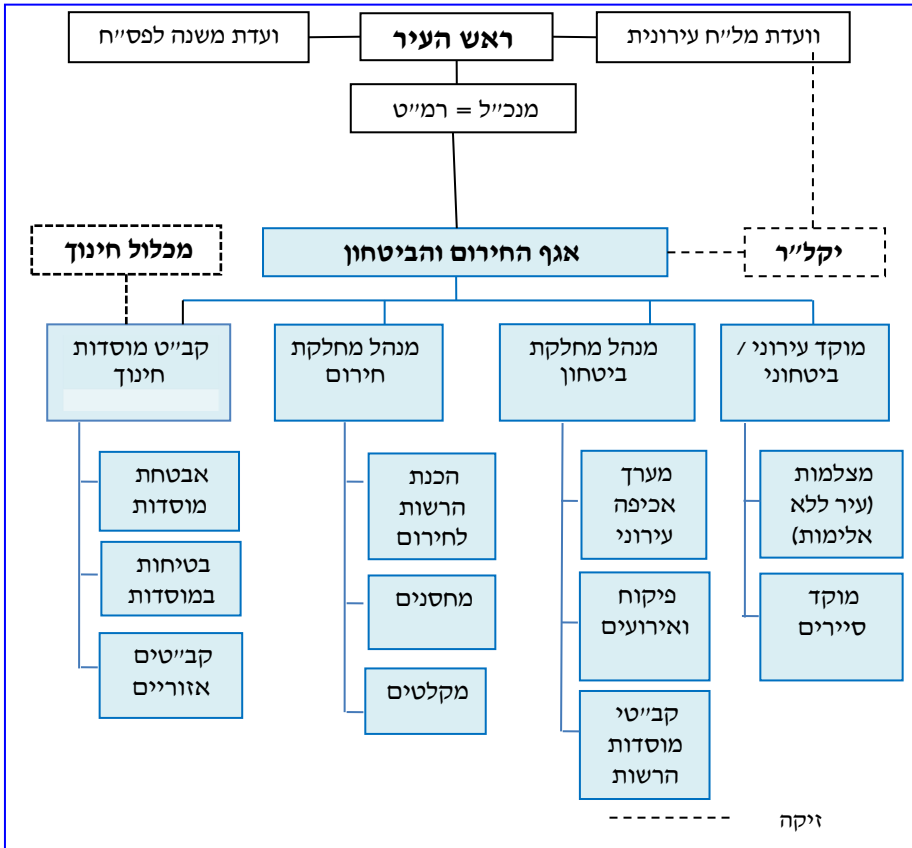 וועדת מל״ח עירונית
ראש העיר
ועדת משנה לפס״ח
מנכ״ל = רמ״ט
יקל״ר
אגף החירום והביטחון
מכלול חינוך
מוקד עירוני /
ביטחוני
מנהל מחלקת
ביטחון
מנהל מחלקת
חירום
קב״ט מוסדות
חינוך
מצלמות
(עיר ללא
אלימות)
מוקד
סיירים
מערך
אכיפה
עירוני
פיקוח
ואירועים
קב״טי
מוסדות
הרשות
הכנת
הרשות
לחירום
מחסנים
מקלטים
אבטחת
מוסדות
בטיחות
במוסדות
קב״טים
אזוריים
זיקה